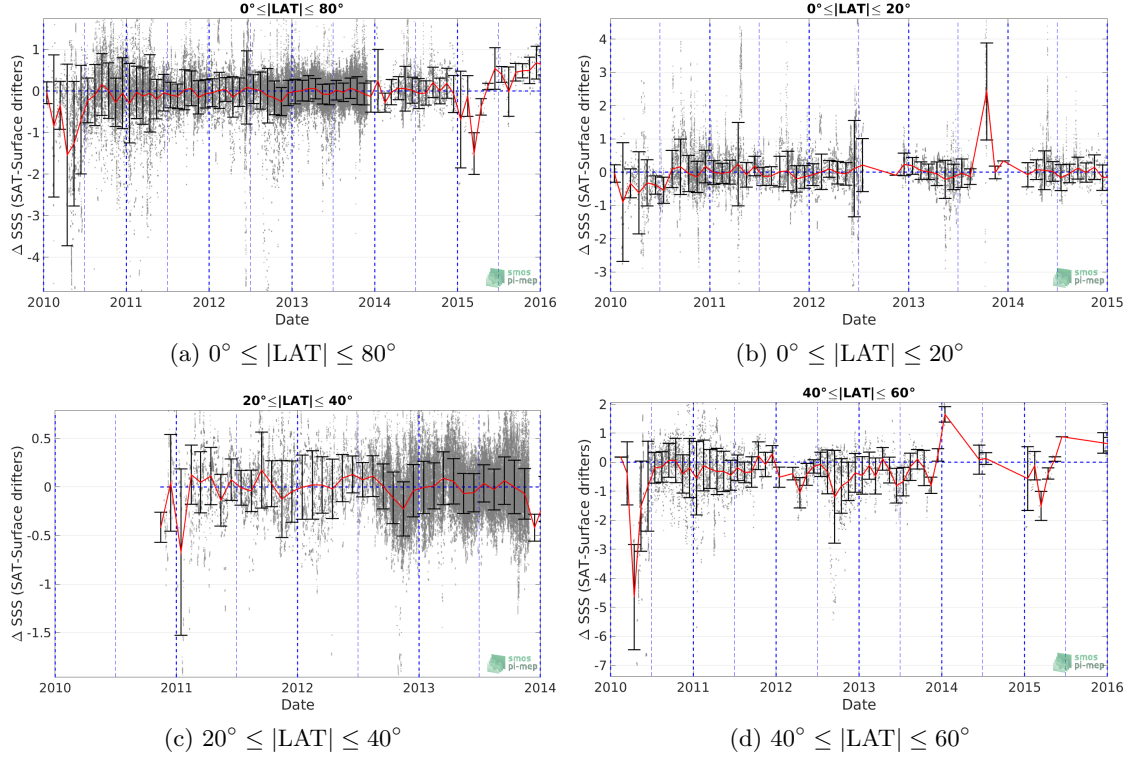 0°≤|LAT|≤ 80°
Δ SSS (SAT-Surface drifters)
1
0
-1
-2
-3
-4
2010 2011 2012 2013 2014 2015 2016
Date
smos
pi-mep
(a) 0° ≤ |LAT| ≤ 80°
0°≤|LAT|≤ 20°
Δ SSS (SAT-Surface drifters)
4
3
2
1
0
-1
-2
-3
2010 2011 2012 2013 2014 2015
Date
smos
pi-mep
(b) 0° ≤ |LAT| ≤ 20°
20°≤|LAT|≤ 40°
Δ SSS (SAT-Surface drifters)
0.5
0
-0.5
-1
-1.5
2010 2011 2012 2013 2014
Date
smos
pi-mep
(c) 20° ≤ |LAT| ≤ 40°
40°≤|LAT|≤ 60°
Δ SSS (SAT-Surface drifters)
2
1
0
-1
-2
-3
-4
-5
-6
-7
2010 2011 2012 2013 2014 2015 2016
Date
smos
pi-mep
(d) 40° ≤ |LAT| ≤ 60°